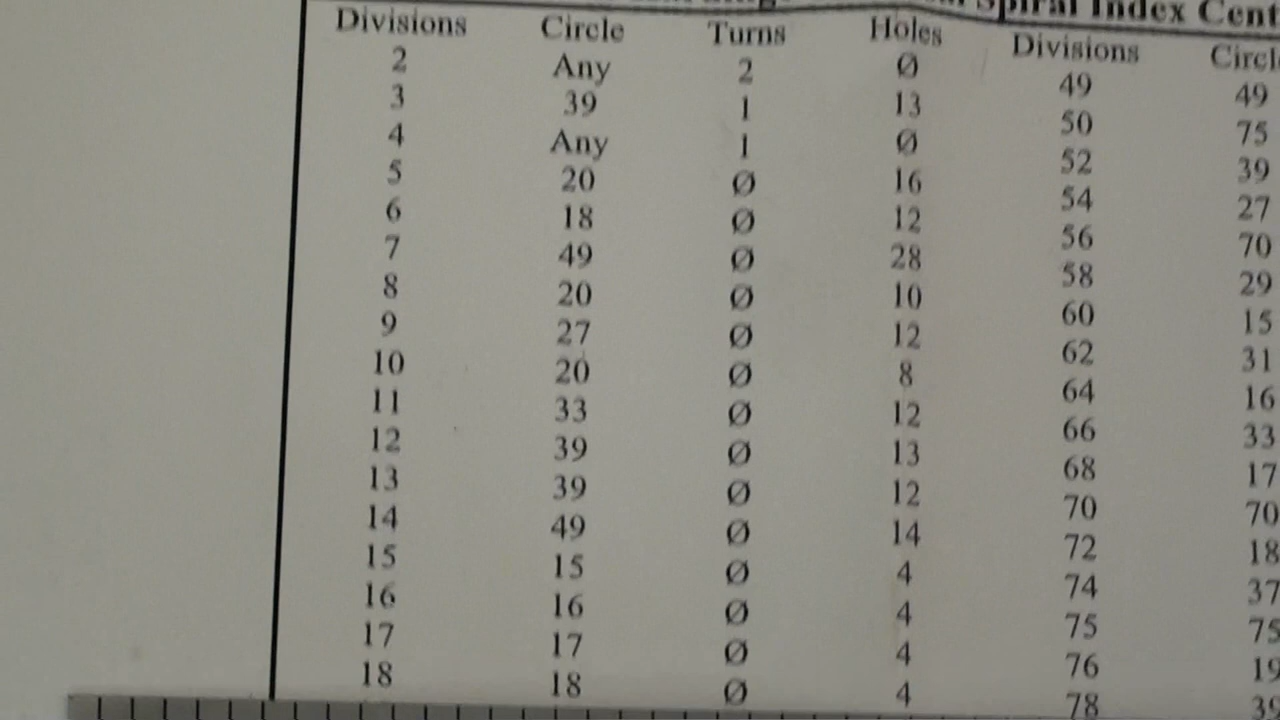 Spiral Index Cent
Divisions Circle Turns Holes Divisions Circle
2 Any 2 Ø 49 49
3 39 1 13 50 75
4 Any 1 Ø 52 39
5 20 Ø 16 54 27
6 18 Ø 12 56 70
7 49 Ø 28 58 29
8 20 Ø 10 60 15
9 27 Ø 12 62 31
10 20 Ø 8 64 16
11 33 Ø 12 66 33
12 39 Ø 13 68 17
13 39 Ø 12 70 70
14 49 Ø 14 72 18
15 15 Ø 4 74 37
16 16 Ø 4 75 75
17 17 Ø 4 76 19
18 18 Ø 4 78 39